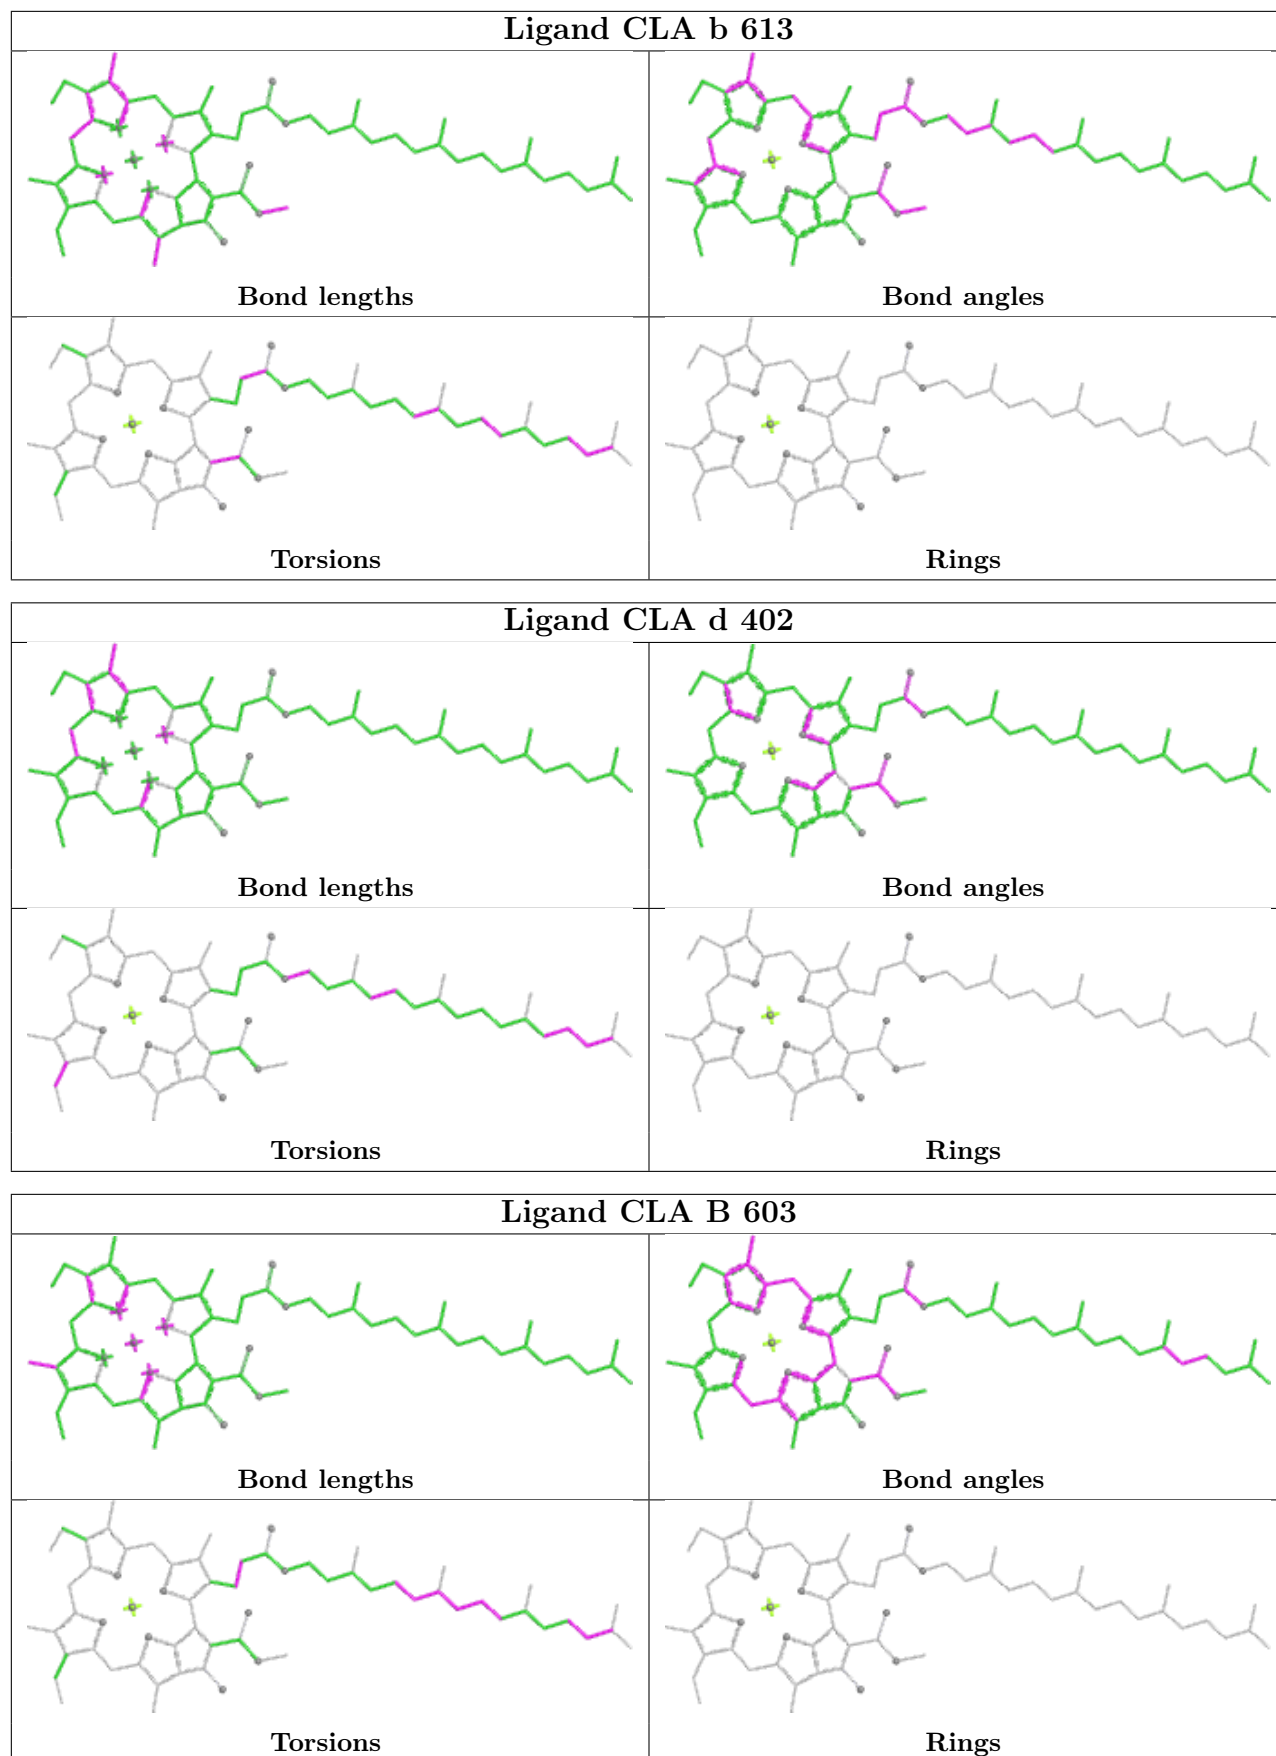 Ligand CLA b 613
Bond lengths
Bond angles
Torsions
Rings
Ligand CLA d 402
Bond lengths
Bond angles
Torsions
Rings
Ligand CLA B 603
Bond lengths
Bond angles
Torsions
Rings